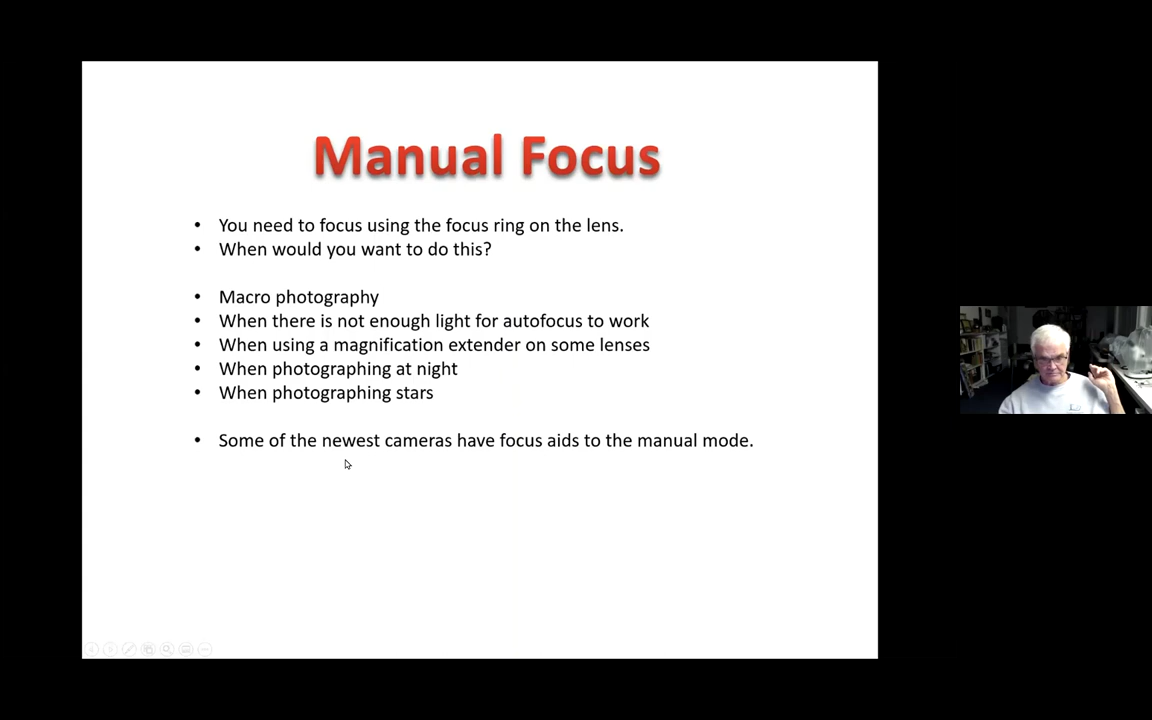 Manual Focus
• You need to focus using the focus ring on the lens.
• When would you want to do this?
• Macro photography
• When there is not enough light for autofocus to work
• When using a magnification extender on some lenses
• When photographing at night
• When photographing stars
• Some of the newest cameras have focus aids to the manual mode.